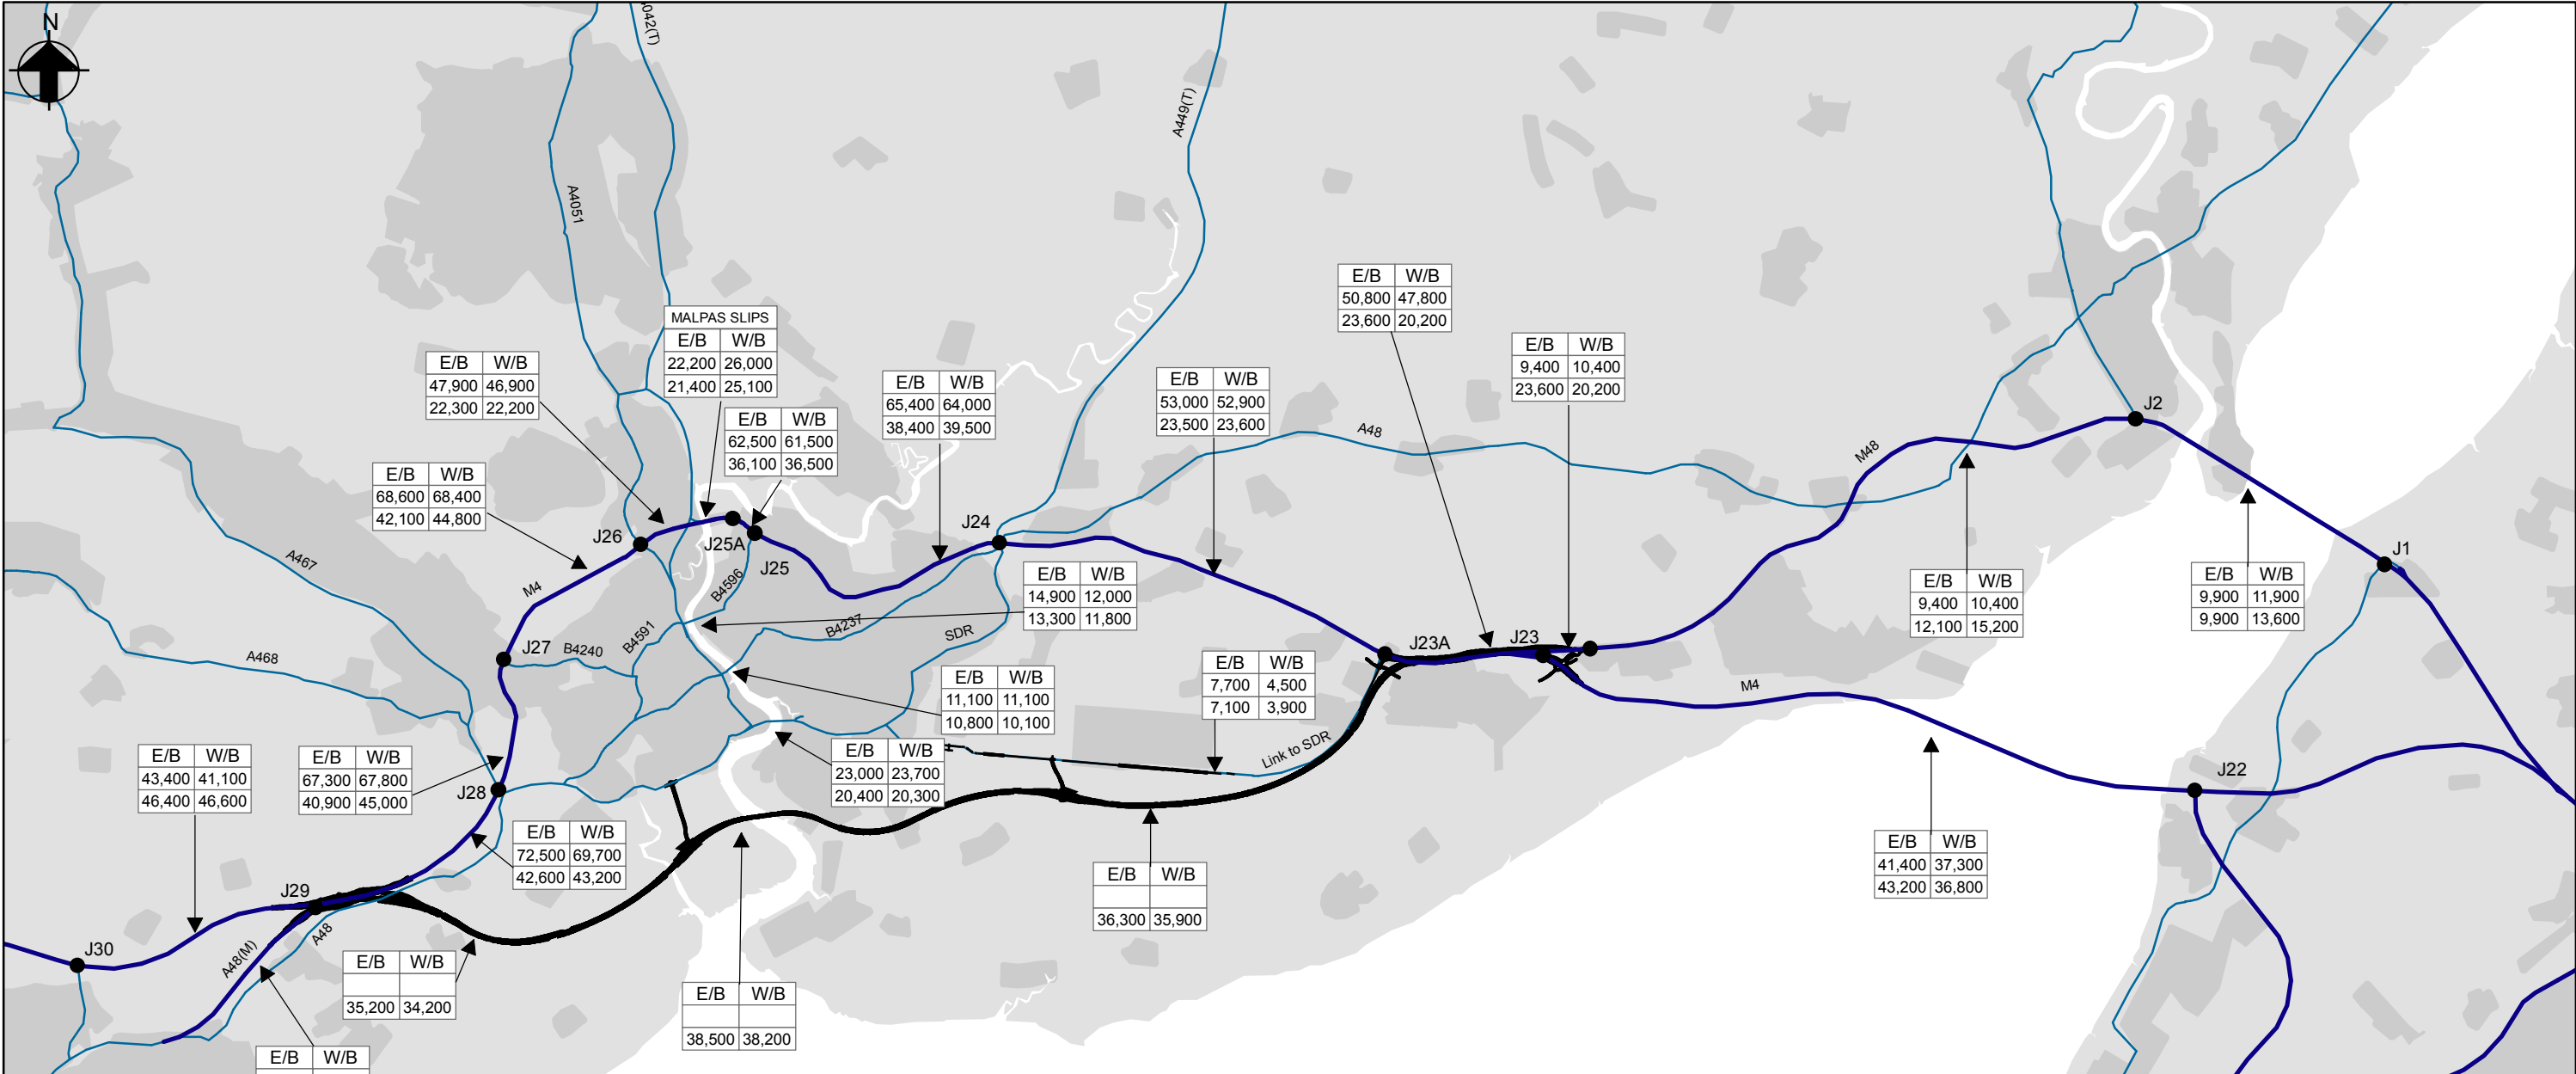 N
A4051
A449(T)
E/B W/B
50,800 47,800
23,600 20,200
MALPAS SLIPS
E/B W/B
22,200 26,000
21,400 25,100
E/B W/B
9,400 10,400
23,600 20,200
E/B W/B
47,900 46,900
22,300 22,200
E/B W/B
65,400 64,000
38,400 39,500
E/B W/B
53,000 52,900
23,500 23,600
E/B W/B
62,500 61,500
36,100 36,500
J2
A48
M48
E/B W/B
68,600 68,400
42,100 44,800
J26
J25A
J24
J25
J1
A467
M4
B4596
E/B W/B
14,900 12,000
13,300 11,800
E/B W/B
9,400 10,400
12,100 15,200
E/B W/B
9,900 11,900
9,900 13,600
B4591
B4237
SDR
J27
B4240
J23A
J23
A468
E/B W/B
11,100 11,100
10,800 10,100
E/B W/B
7,700 4,500
7,100 3,900
M4
Link to SDR
E/B W/B
43,400 41,100
46,400 46,600
E/B W/B
67,300 67,800
40,900 45,000
E/B W/B
23,000 23,700
20,400 20,300
J28
J22
E/B W/B
72,500 69,700
42,600 43,200
E/B W/B
41,400 37,300
43,200 36,800
E/B W/B
36,300 35,900
J29
J30
A48(M)
A48
E/B W/B
35,200 34,200
E/B W/B
38,500 38,200
E/B W/B